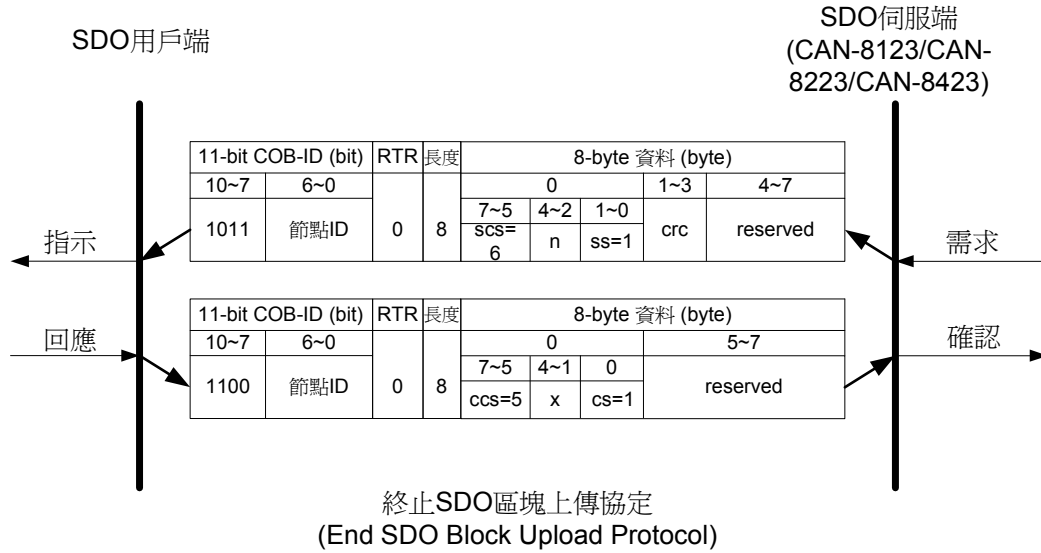 SDO用戶端
SDO伺服端
(CAN-8123/CAN-
8223/CAN-8423)
11-bit COB-ID (bit) RTR 長度 8-byte 資料 (byte)
10~7 6~0 0 1~3 4~7
7~5 4~2 1~0
1011 節點ID 0 8 scs= n ss=1 crc reserved
6
指示 需求
11-bit COB-ID (bit) RTR 長度 8-byte 資料 (byte)
10~7 6~0 0 5~7
7~5 4~1 0
1100 節點ID 0 8 ccs=5 x cs=1 reserved
回應 確認
終止SDO區塊上傳協定
(End SDO Block Upload Protocol)